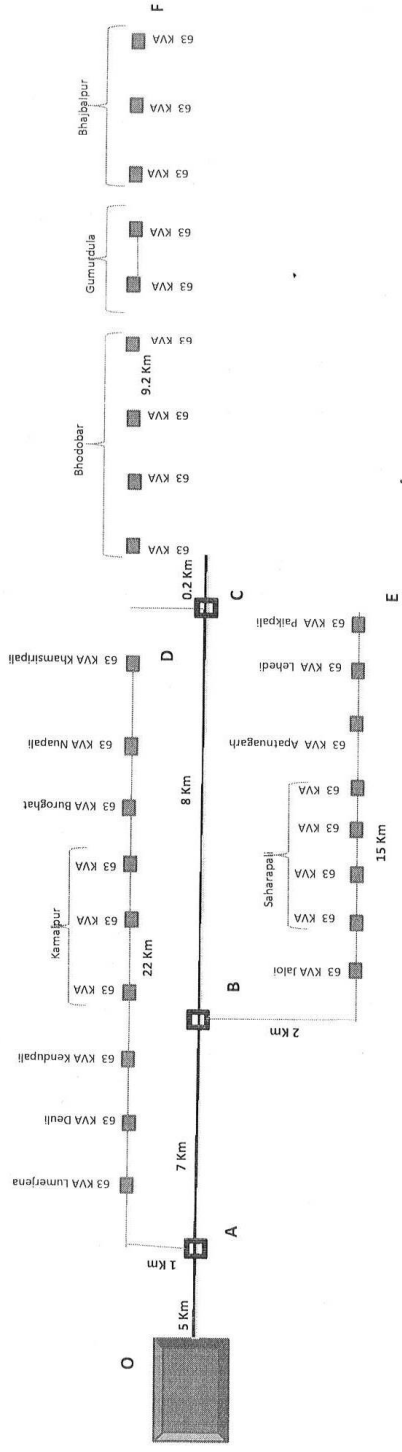 O
5 Km
A
1 Km
63 KVA Lumerjena
63 KVA Deuli
63 KVA Kendupali
Kamalpur
63 KVA
63 KVA
63 KVA
22 Km
63 KVA Buroghat
63 KVA Nuapali
63 KVA Khamsiripali
D
7 Km
B
2 Km
63 KVA Jaloi
Saharapali
63 KVA
63 KVA
63 KVA
63 KVA
15 Km
63 KVA Apatnuagarh
63 KVA Lehedi
63 KVA Paikpali
E
8 Km
C
0.2 Km
Bhodobar
63 KVA
63 KVA
63 KVA
63 KVA
9.2 Km
Gumurdula
63 KVA
63 KVA
Bhajbalpur
63 KVA
63 KVA
63 KVA
F